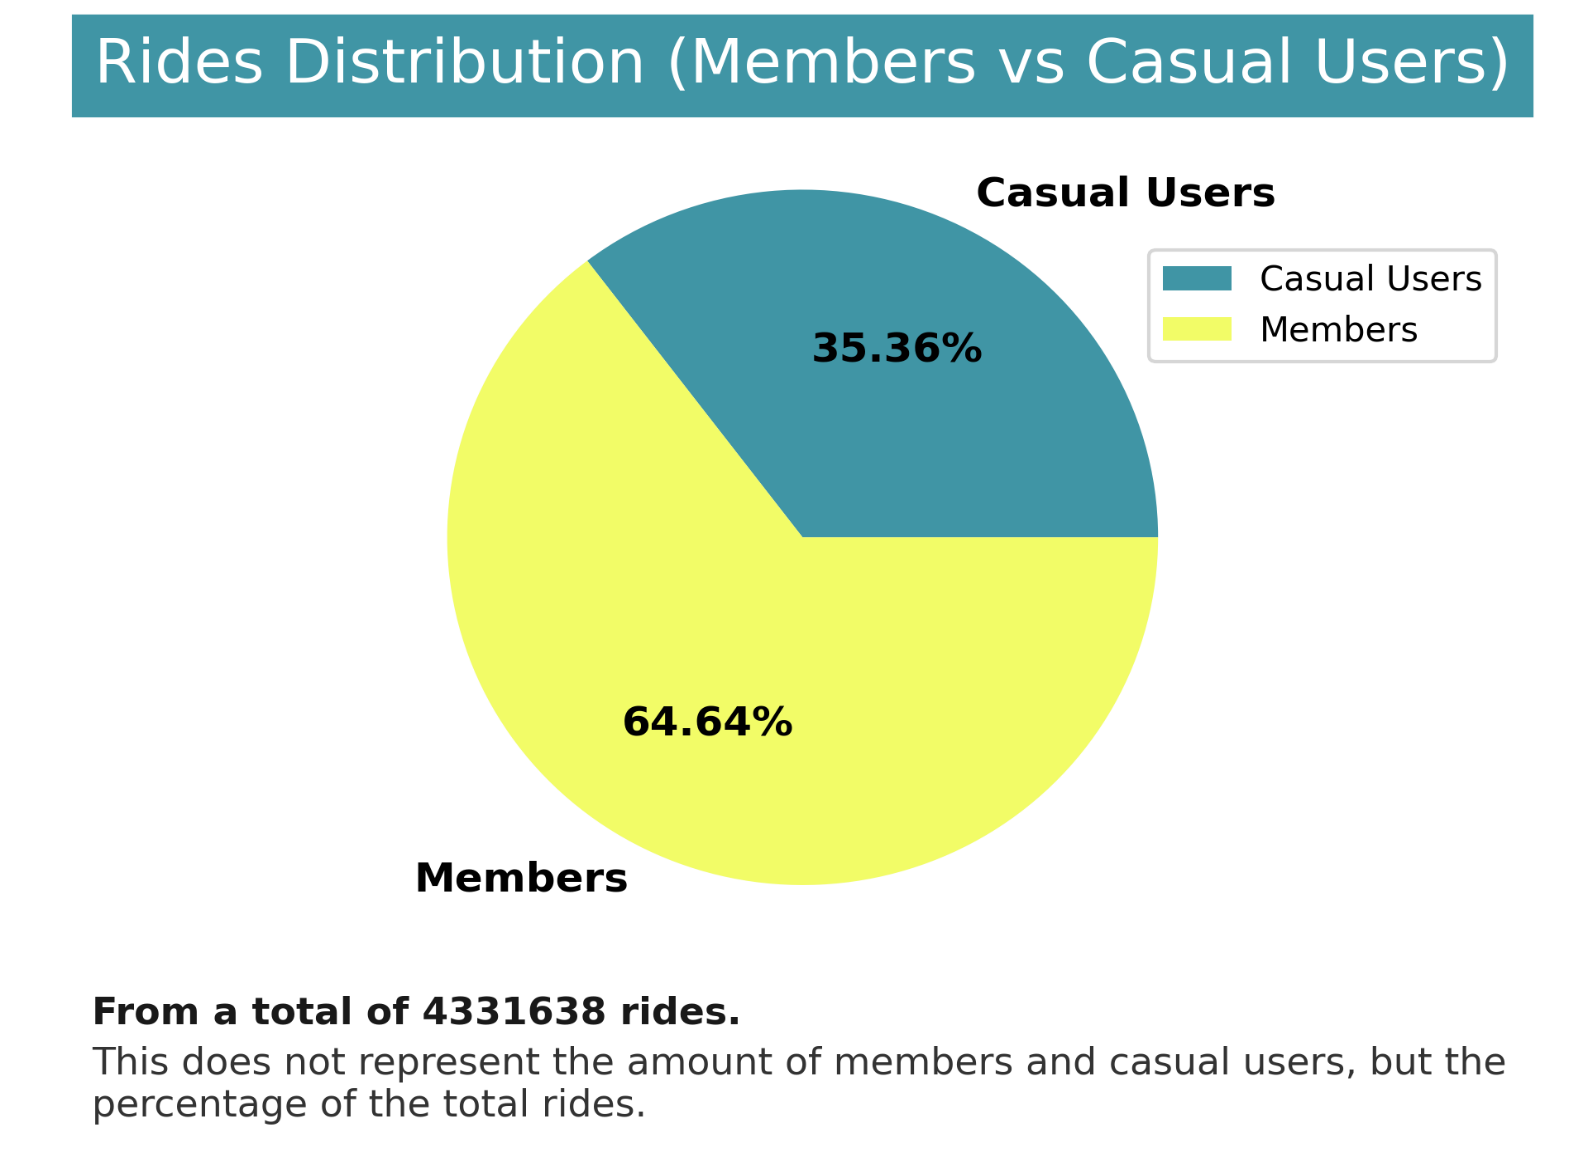 Rides Distribution (Members vs Casual Users)
Casual Users
Casual Users
Members
35.36%
64.64%
Members
From a total of 4331638 rides.
This does not represent the amount of members and casual users, but the
percentage of the total rides.